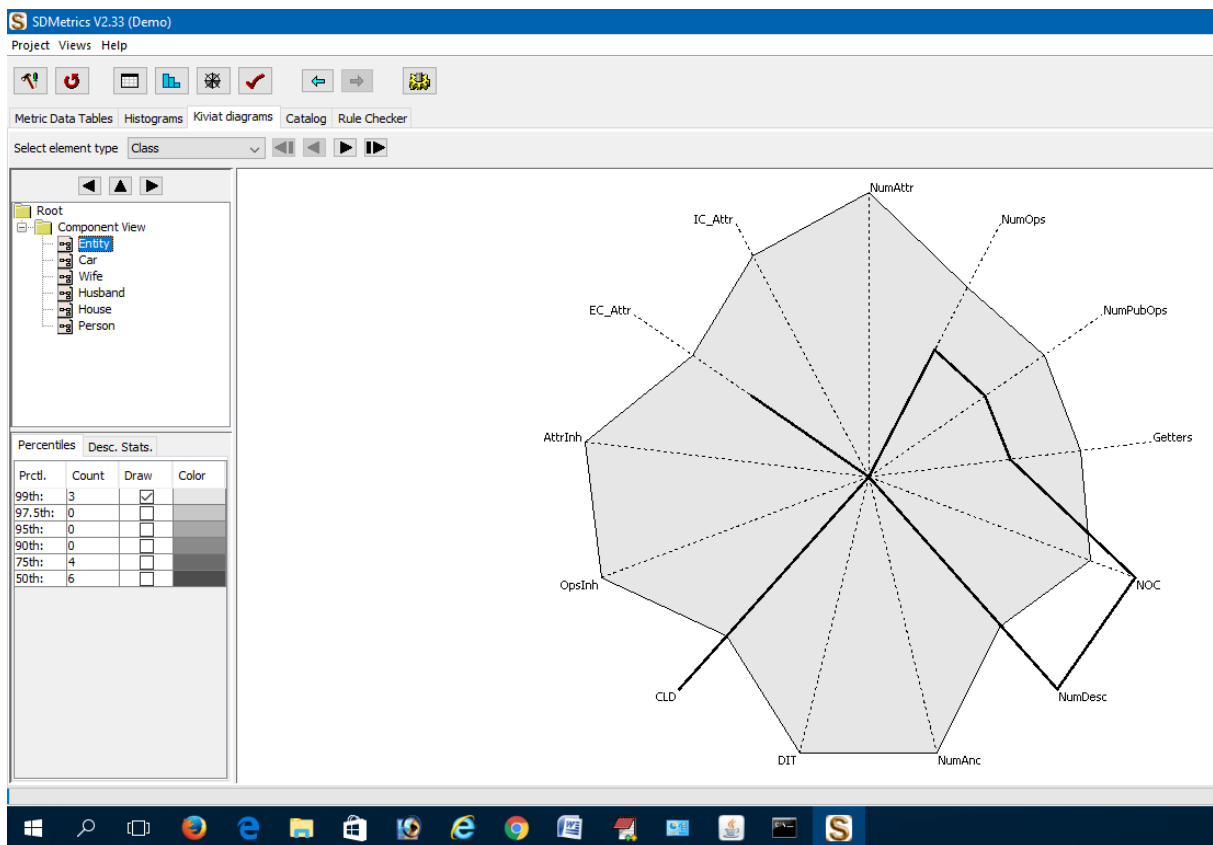 SDMetrics V2.33 (Demo)
Project Views Help
Metric Data Tables Histograms Kiviat diagrams Catalog Rule Checker
Select element type Class
Root
Component View
Entity
Car
Wife
Husband
House
Person
Percentiles Desc. Stats.
Prctl. Count Draw Color
99th: 3
97.5th: 0
95th: 0
90th: 0
75th: 4
50th: 6
NumAttr
IC_Attr
NumOps
EC_Attr
NumPubOps
AttrInh
Getters
OpsInh
NOC
CLD
NumDesc
DIT
NumAnc